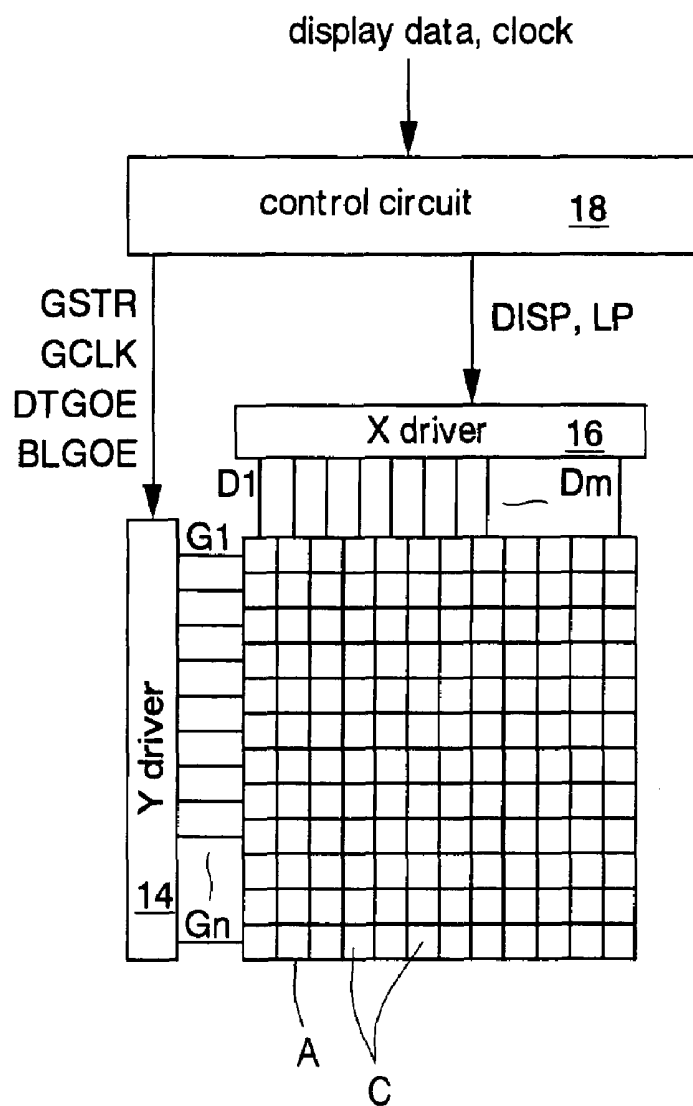 display data, clock
control circuit 18
GSTR
GCLK
DTGOE
BLGOE
DISP, LP
X driver 16
D1 Dm
G1
Y driver
14
Gn
A
C